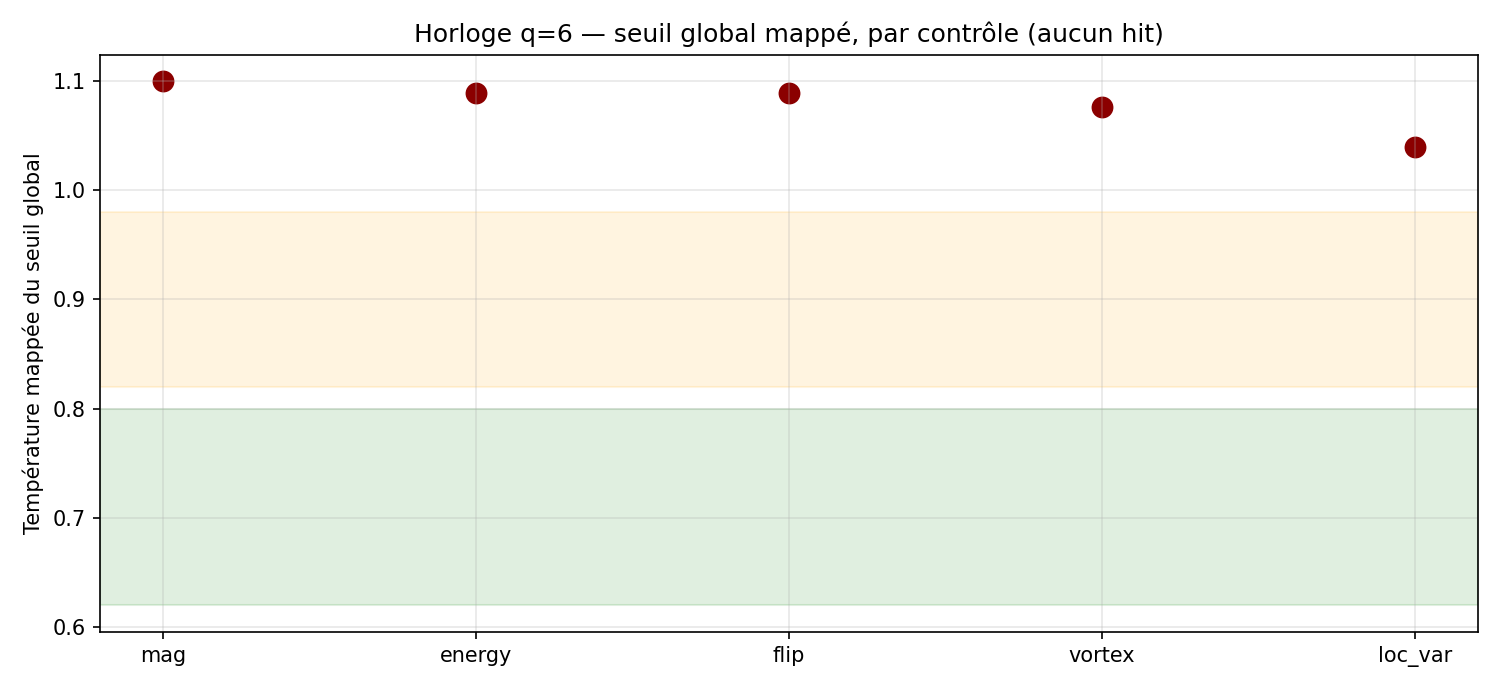 Horloge q=6 — seuil global mappé, par contrôle (aucun hit)
Température mappée du seuil global
1.1
1.0
0.9
0.8
0.7
0.6
mag
energy
flip
vortex
loc_var